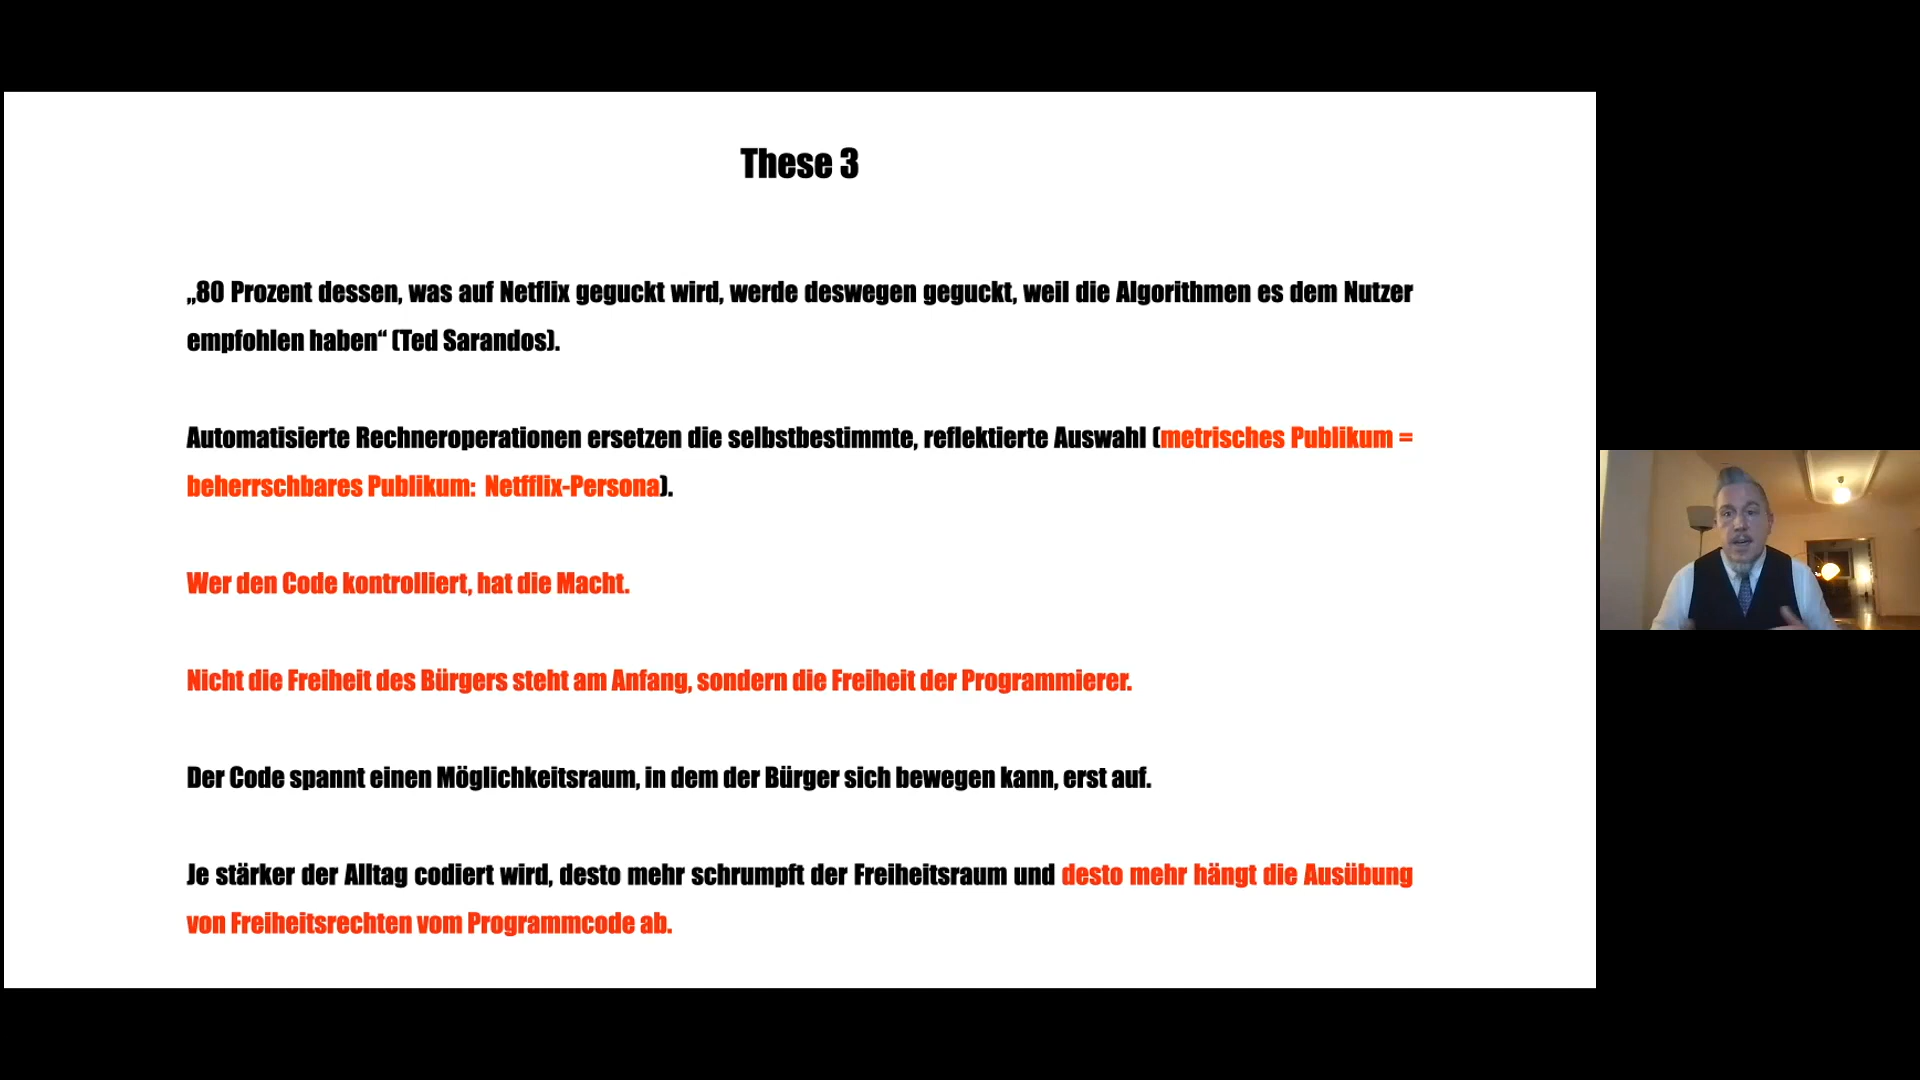 These 3
„80 Prozent dessen, was auf Netflix geguckt wird, werde deswegen geguckt, weil die Algorithmen es dem Nutzer
empfohlen haben“ (Ted Sarandos).
Automatisierte Rechneroperationen ersetzen die selbstbestimmte, reflektierte Auswahl (metrisches Publikum =
beherrschbares Publikum: Netfflix-Persona).
Wer den Code kontrolliert, hat die Macht.
Nicht die Freiheit des Bürgers steht am Anfang, sondern die Freiheit der Programmierer.
Der Code spannt einen Möglichkeitsraum, in dem der Bürger sich bewegen kann, erst auf.
Je stärker der Alltag codiert wird, desto mehr schrumpft der Freiheitsraum und desto mehr hängt die Ausübung
von Freiheitsrechten vom Programmcode ab.